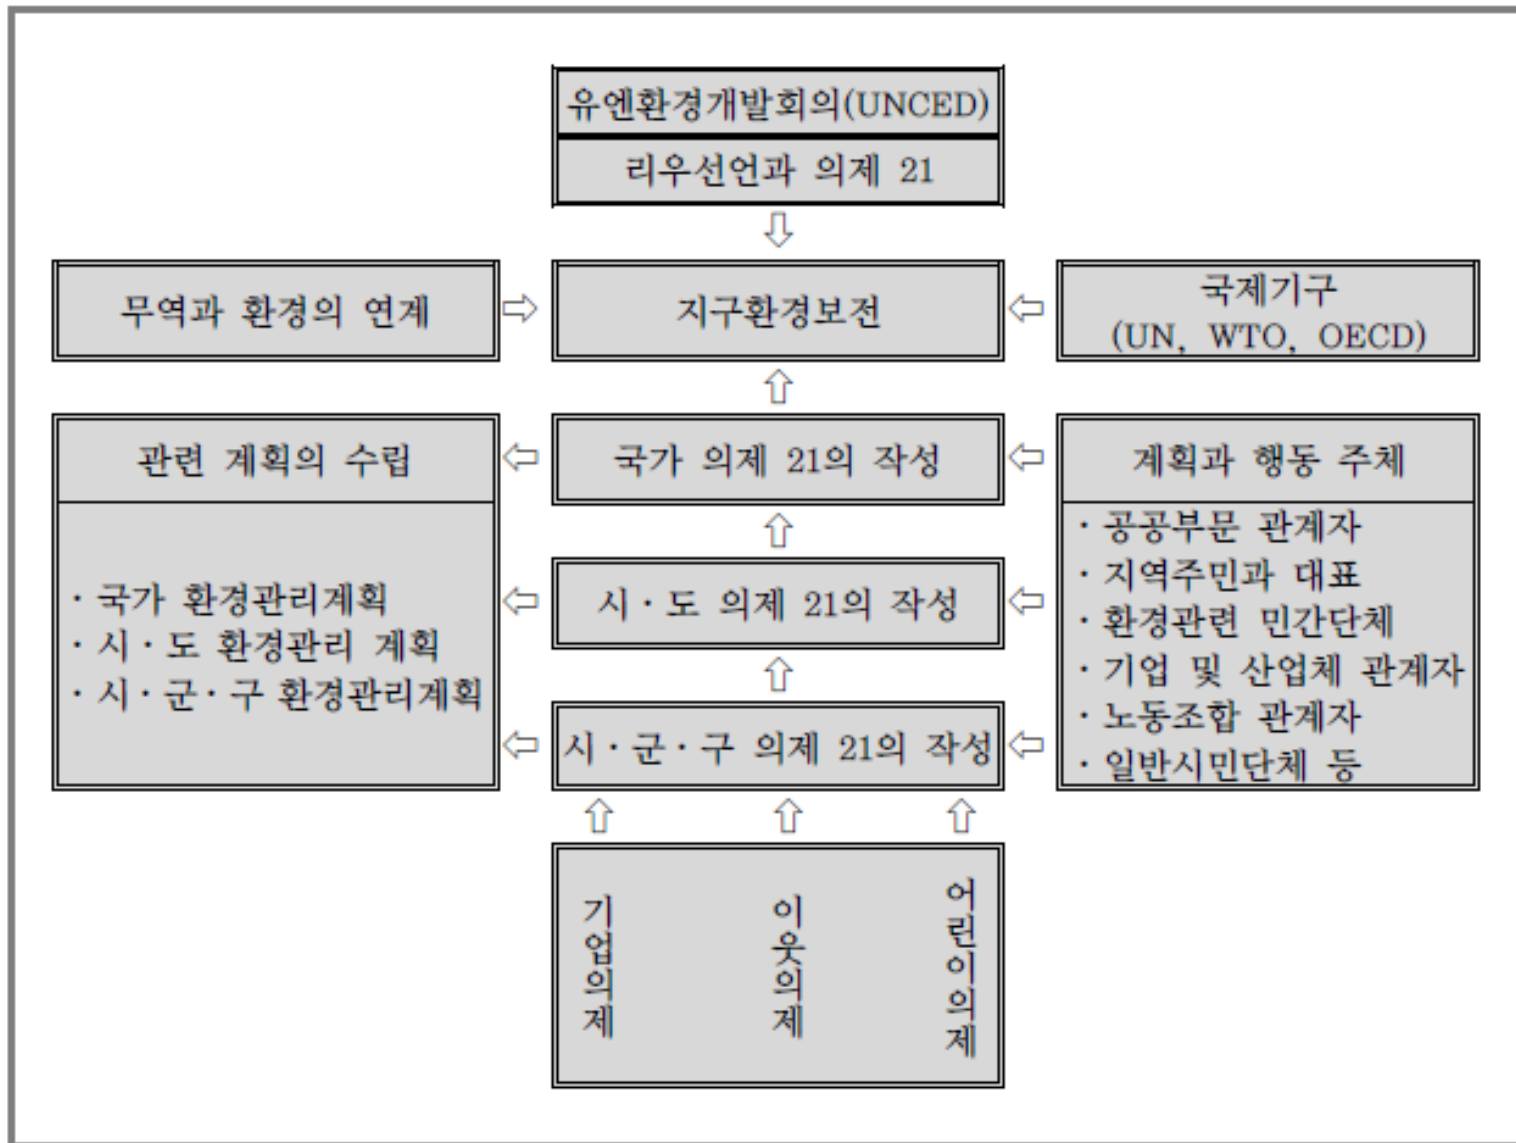 유엔환경개발회의(UNCED)
리우선언과 의제 21
무역과 환경의 연계
지구환경보전
국제기구
(UN, WTO, OECD)
관련 계획의 수립
국가 의제 21의 작성
계획과 행동 주체
· 국가 환경관리계획
· 시·도 환경관리 계획
· 시·군·구 환경관리계획
시·도 의제 21의 작성
시·군·구 의제 21의 작성
· 공공부문 관계자
· 지역주민과 대표
· 환경관련 민간단체
· 기업 및 산업체 관계자
· 노동조합 관계자
· 일반시민단체 등
기업의제
이웃의제
어린이의제